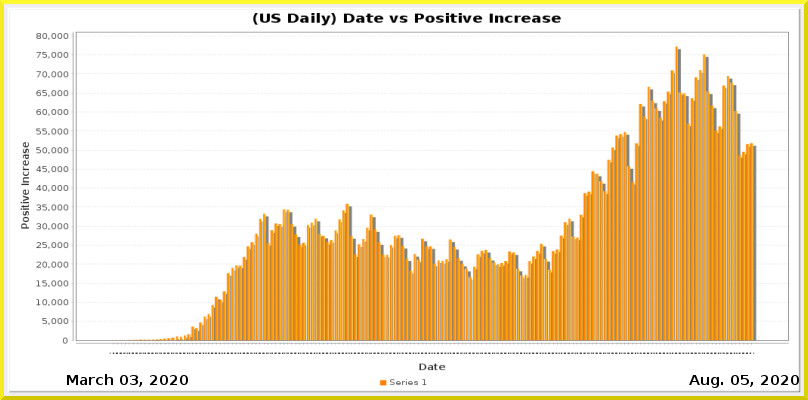 (US Daily) Date vs Positive Increase
80,000
75,000
70,000
65,000
60,000
55,000
50,000
45,000
40,000
35,000
30,000
25,000
20,000
15,000
10,000
5,000
0
Positive Increase
Date
March 03, 2020
Aug. 05, 2020
Series 1